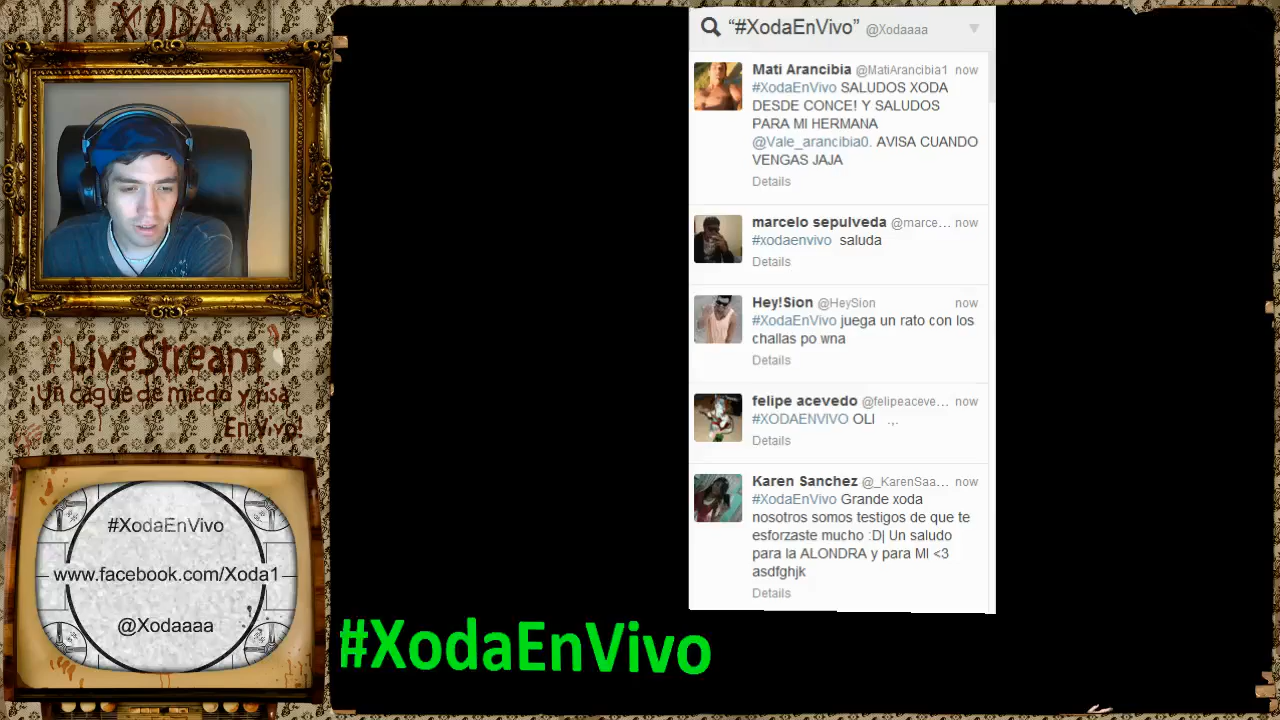 XODA
LiveStream
Un cague de miedo y risa
En Vivo!
#XodaEnVivo
www.facebook.com/Xoda1
@Xodaaaa
"#XodaEnVivo" @Xodaaaa
Mati Arancibia @MatiArancibia1 now
#XodaEnVivo SALUDOS XODA
DESDE CONCE! Y SALUDOS
PARA MI HERMANA
@Vale_arancibia0. AVISA CUANDO
VENGAS JAJA
Details
marcelo sepulveda @marce... now
#xodaenvivo saluda
Details
Hey!Sion @HeySion now
#XodaEnVivo juega un rato con los
challas po wna
Details
felipe acevedo @felipeaceve... now
#XODAENVIVO OLI .,.
Details
Karen Sanchez @_KarenSaa... now
#XodaEnVivo Grande xoda
nosotros somos testigos de que te
esforzaste mucho :D| Un saludo
para la ALONDRA y para MI <3
asdfghjk
Details
#XodaEnVivo